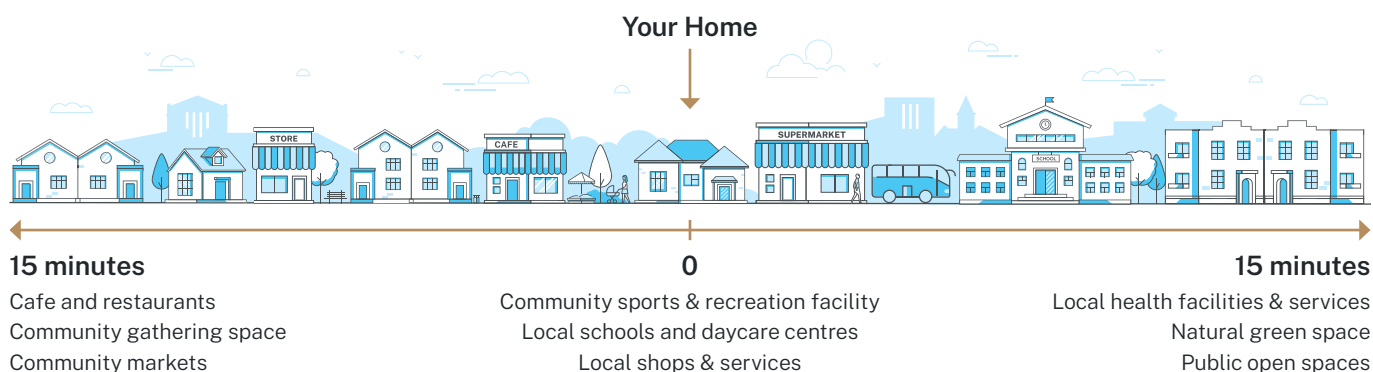 Your Home
STORE
CAFE
SUPERMARKET
SCHOOL
15 minutes
0
15 minutes
Cafe and restaurants
Community sports & recreation facility
Local health facilities & services
Community gathering space
Local schools and daycare centres
Natural green space
Community markets
Local shops & services
Public open spaces